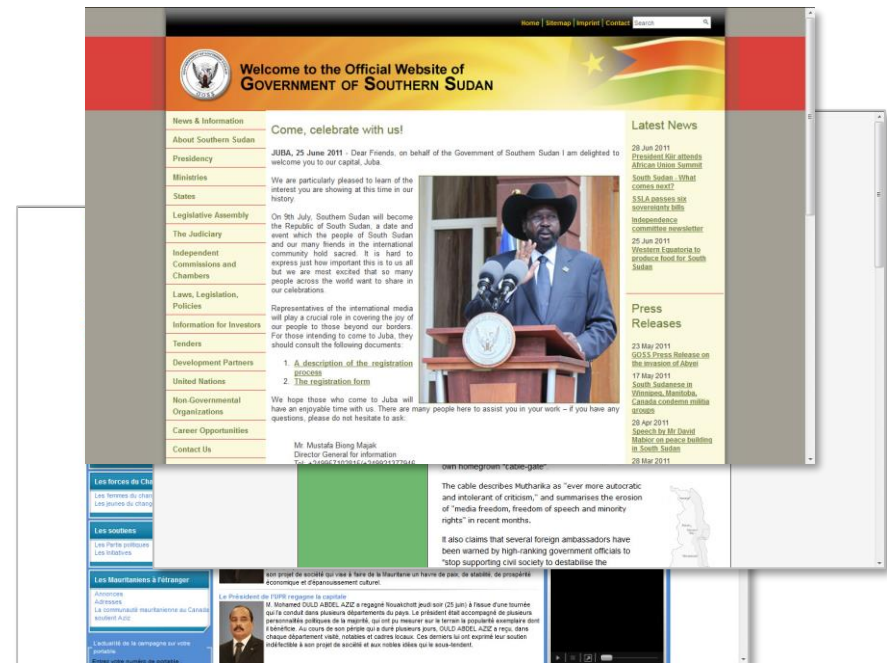 Home | Sitemap | Imprint | Contact
Search
Welcome to the Official Website of
GOVERNMENT OF SOUTHERN SUDAN
GOSS
News & Information
About Southern Sudan
Presidency
Ministries
States
Legislative Assembly
The Judiciary
Independent
Commissions and
Chambers
Laws, Legislation,
Policies
Information for Investors
Tenders
Development Partners
United Nations
Non-Governmental
Organizations
Career Opportunities
Contact Us
Come, celebrate with us!
JUBA, 25 June 2011 - Dear Friends, on behalf of the Government of Southern Sudan I am delighted to
welcome you to our capital, Juba.
We are particularly pleased to learn of the
interest you are showing at this time in our
history.
On 9th July, Southern Sudan will become
the Republic of South Sudan, a date and
event which the people of South Sudan
and our many friends in the international
community hold sacred. It is hard to
express just how important this is to us all
but we are most excited that so many
people across the world want to share in
our celebrations.
Representatives of the international media
will play a crucial role in covering the joy of
our people to those beyond our borders.
For those intending to come to Juba, they
should consult the following documents:
1. A description of the registration
process
2. The registration form
We hope those who come to Juba will
have an enjoyable time with us. There are many people here to assist you in your work – if you have any
questions, please do not hesitate to ask:
Mr. Mustafa Biong Majak
Director General for information
Latest News
28 Jun 2011
President Kiir attends
African Union Summit
South Sudan - What
comes next?
SSLA passes six
sovereignty bills
Independence
committee newsletter
25 Jun 2011
Western Equatoria to
produce food for South
Sudan
Press
Releases
23 May 2011
GOSS Press Release on
the invasion of Abyei
17 May 2011
South Sudanese in
Winnipeg, Manitoba,
Canada condemn militia
groups
28 Apr 2011
Speech by Mr David
Mabior on peace building
in South Sudan
28 Mar 2011
own homegrown "cable-gate".
The cable describes Mutharika as "ever more autocratic
and intolerant of criticism," and summarises the erosion
of "media freedom, freedom of speech and minority
rights" in recent months.
It also claims that several foreign ambassadors have
been warned by high-ranking government officials to
"stop supporting civil society to destabilise the
Les forces du Cha
Les femmes du chan
Les jeunes du chang
Les soutiens
Les Partis politiques
Les Initiatives
Les Mauritaniens à l'étranger
Annonces
Adresses
La communauté mauritanienne au Canada
soutient Aziz
L'actualité de la campagne sur votre
portable.
Entrez votre numéro de portable
son projet de société qui vise à faire de la Mauritanie un havre de paix, de stabilité, de prospérité
économique et d'épanouissement culturel.
Le Président de l'UPR regagne la capitale
M. Mohamed OULD ABDEL AZIZ a regagné Nouakchott jeudi soir (25 juin) à l'issue d'une tournée
qui l'a conduit dans plusieurs départements du pays. Le président était accompagné de plusieurs
personnalités politiques de la majorité, qui ont pu mesurer sur le terrain la popularité exemplaire dont
il bénéficie. Au cours de son périple qui a duré plusieurs jours, OULD ABDEL AZIZ a reçu, dans
chaque département visité, notables et cadres locaux. Ces derniers lui ont exprimé leur soutien
indéfectible à son projet de société et aux nobles idées qui le sous-tendent.